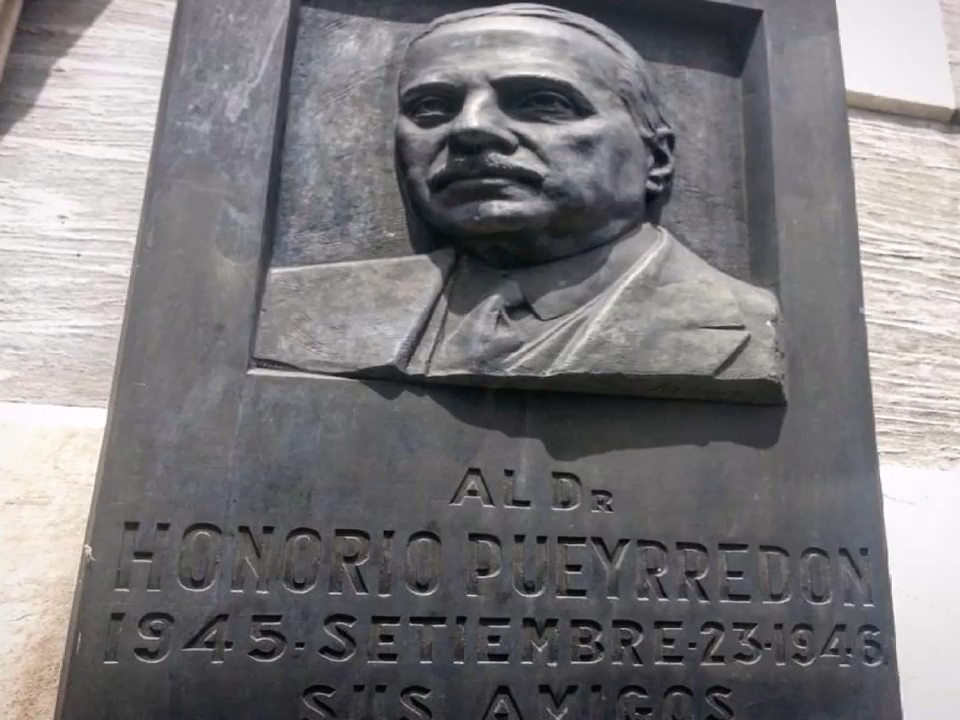 AL DR
HONORIO PUEYRREDON
1945·SETIEMBRE·23·1946
SUS AMIGOS